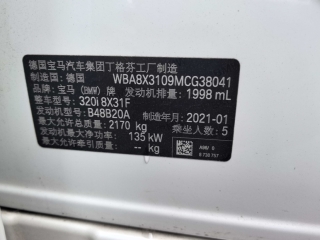 德国宝马汽车集团丁格芬工厂制造
制造国：德国 WBA8X3109MCG38041
品牌：宝马（BMW）牌 发动机排量：1998 mL
整车型号：320i 8X31F
发动机型号：B48B20A 制造年月：2021-01
最大允许总质量：2170 kg 乘坐人数：5
发动机最大净功率：135 kW
最大允许牵引质量：-- kg